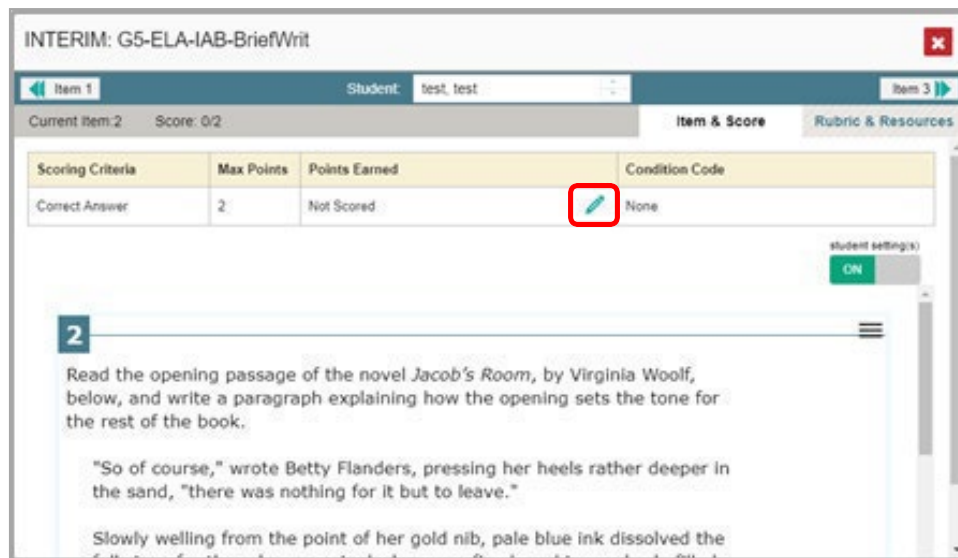 INTERIM: G5-ELA-IAB-BriefWrit
Item 1
Student:
test, test
Item 3
Current Item:2
Score: 0/2
Item & Score
Rubric & Resources
Scoring Criteria
Max Points
Points Earned
Condition Code
Correct Answer
2
Not Scored
None
student setting(s)
ON
2
Read the opening passage of the novel Jacob's Room, by Virginia Woolf,
below, and write a paragraph explaining how the opening sets the tone for
the rest of the book.
"So of course," wrote Betty Flanders, pressing her heels rather deeper in
the sand, "there was nothing for it but to leave."
Slowly welling from the point of her gold nib, pale blue ink dissolved the